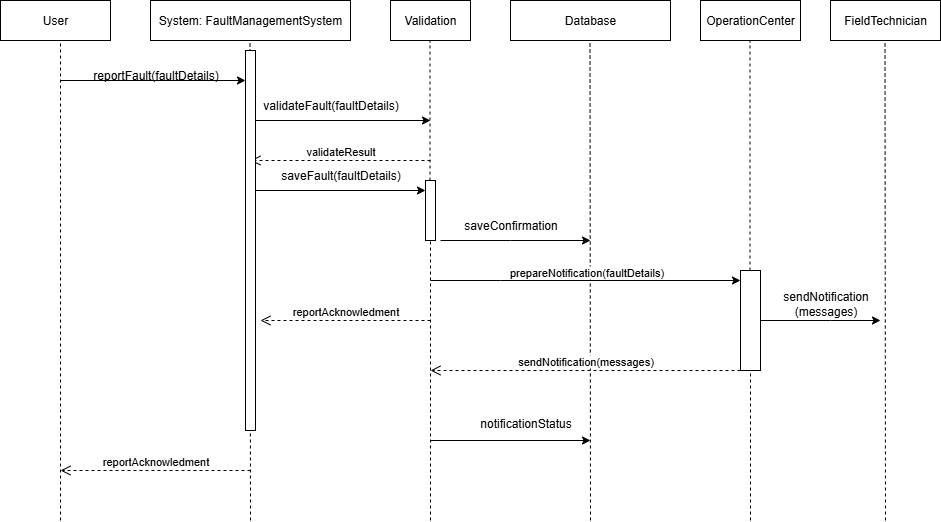 User
System: FaultManagementSystem
Validation
Database
OperationCenter
FieldTechnician
reportFault(faultDetails)
validateFault(faultDetails)
validateResult
saveFault(faultDetails)
saveConfirmation
prepareNotification(faultDetails)
sendNotification
(messages)
reportAcknowledment
sendNotification(messages)
notificationStatus
reportAcknowledment